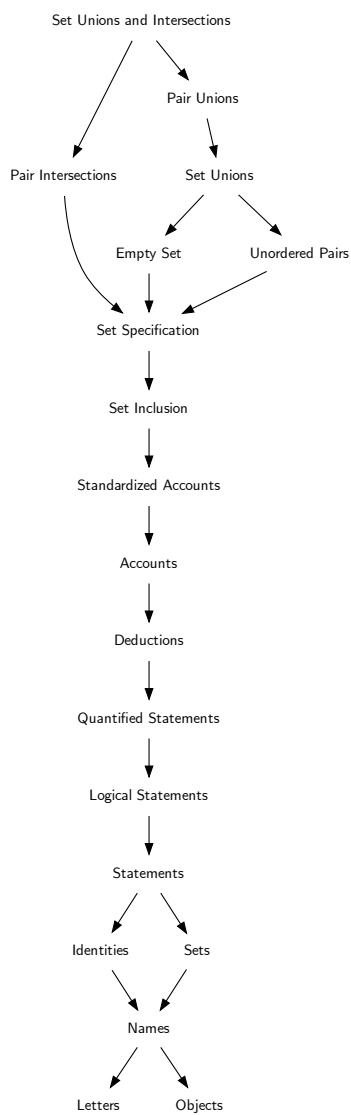 Set Unions and Intersections
Pair Unions
Pair Intersections
Set Unions
Empty Set
Unordered Pairs
Set Specification
Set Inclusion
Standardized Accounts
Accounts
Deductions
Quantified Statements
Logical Statements
Statements
Identities
Sets
Names
Letters
Objects